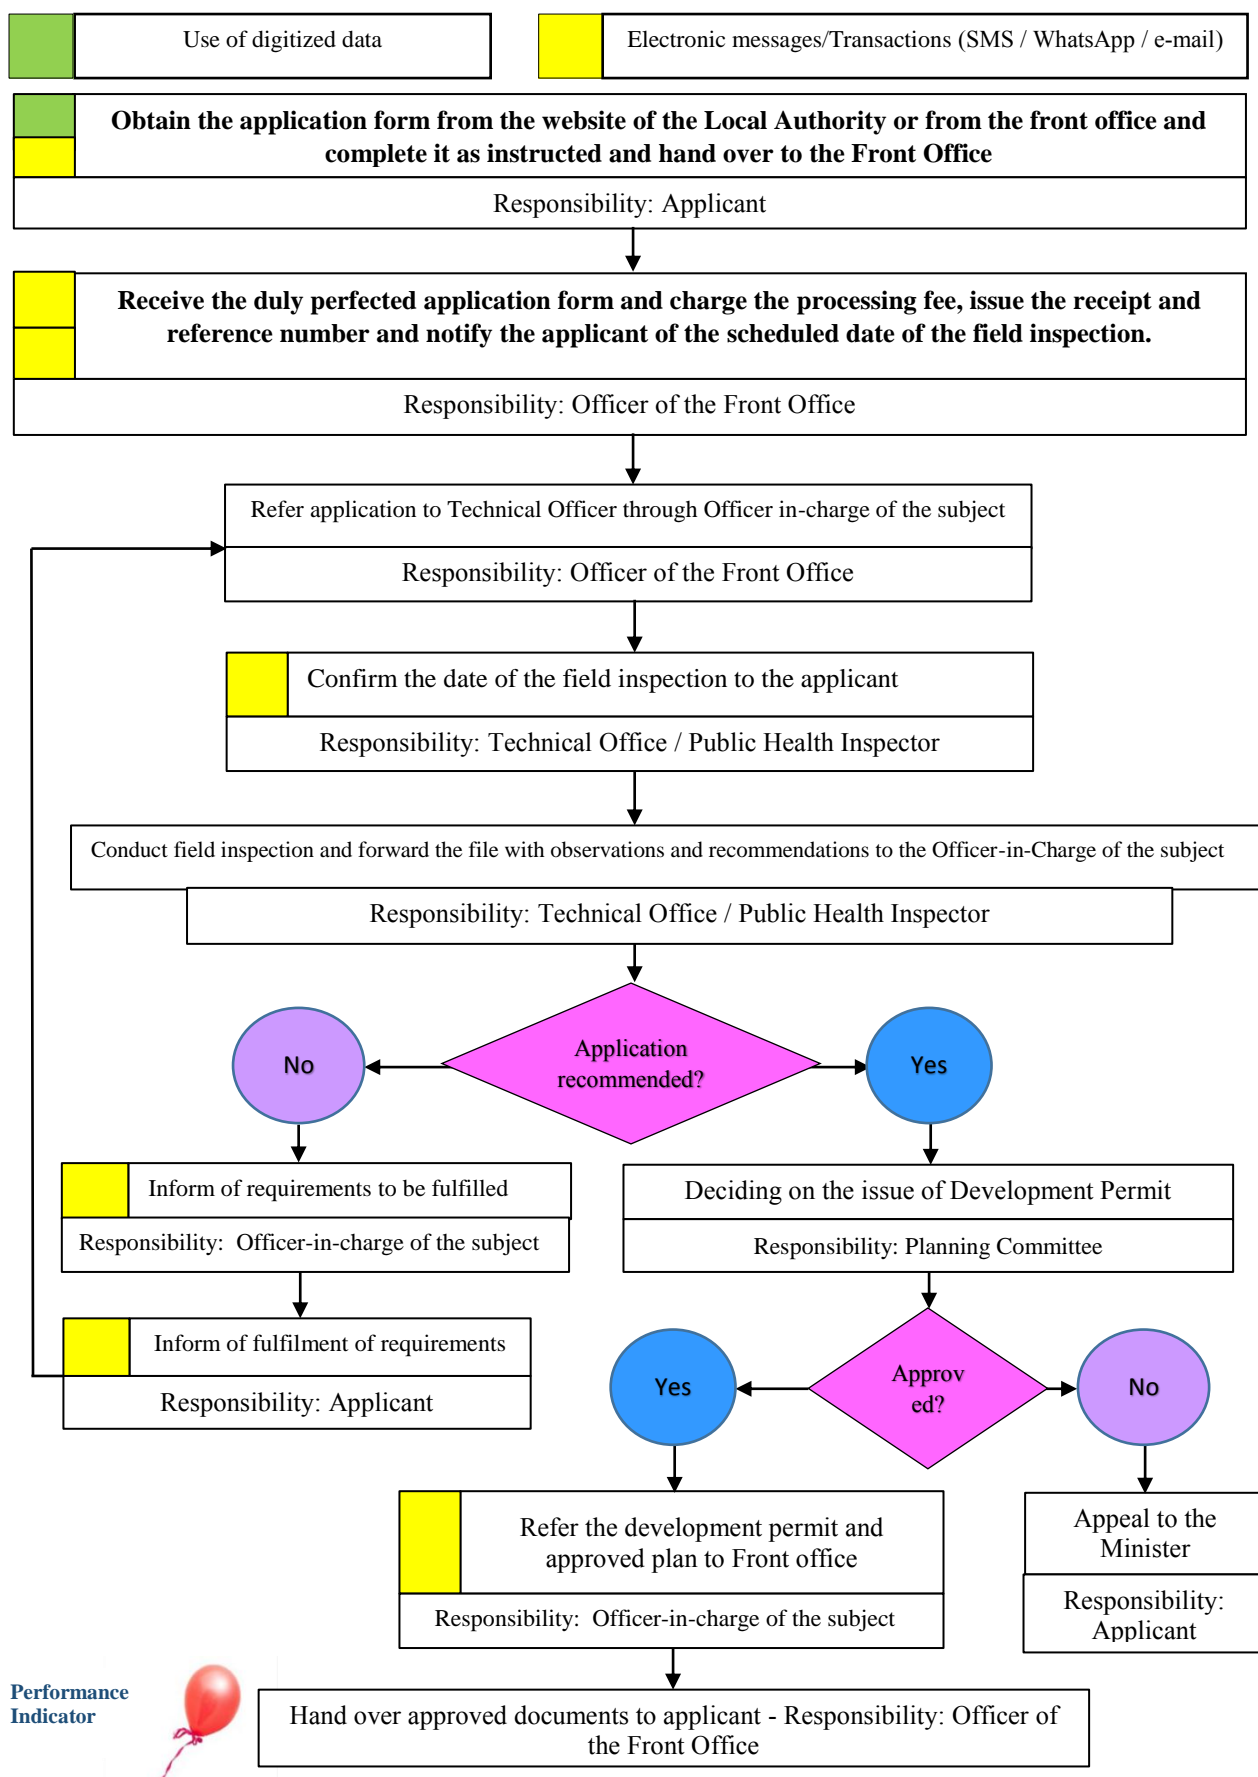 Use of digitized data
Electronic messages/Transactions (SMS / WhatsApp / e-mail)
Obtain the application form from the website of the Local Authority or from the front office and
complete it as instructed and hand over to the Front Office
Responsibility: Applicant
Receive the duly perfected application form and charge the processing fee, issue the receipt and
reference number and notify the applicant of the scheduled date of the field inspection.
Responsibility: Officer of the Front Office
Refer application to Technical Officer through Officer in-charge of the subject
Responsibility: Officer of the Front Office
Confirm the date of the field inspection to the applicant
Responsibility: Technical Office / Public Health Inspector
Conduct field inspection and forward the file with observations and recommendations to the Officer-in-Charge of the subject
Responsibility: Technical Office / Public Health Inspector
Application
recommended?
No
Yes
Inform of requirements to be fulfilled
Responsibility: Officer-in-charge of the subject
Deciding on the issue of Development Permit
Responsibility: Planning Committee
Inform of fulfilment of requirements
Responsibility: Applicant
Yes
Approv
ed?
No
Refer the development permit and
approved plan to Front office
Responsibility: Officer-in-charge of the subject
Appeal to the
Minister
Responsibility:
Applicant
Performance
Indicator
Hand over approved documents to applicant - Responsibility: Officer of
the Front Office